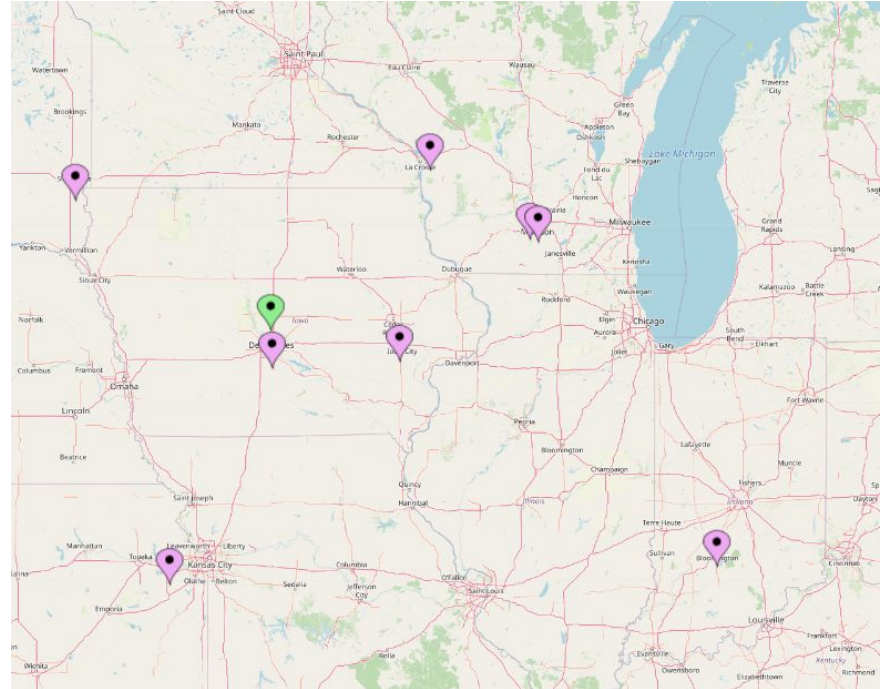 Saint Cloud
Watertown
Saint Paul
Eau Claire
Wausau
Green
Bay
Traverse
City
Brookings
Mankato
Rochester
Appleton
Oshkosh
La Crosse
Fond du
Lac
Lake Michigan
Sheboygan
Horicon
Yankton
Vermillion
Sioux City
Milwaukee
Janesville
Kenosha
Waukegan
Grand
Rapids
Lansing
Waterloo
Dubuque
Rockford
Kalamazoo
Battle
Creek
Norfolk
Iowa
Elgin
Chicago
Aurora
Joliet
Gary
South
Bend
Elkhart
Iowa City
Davenport
Columbus
Fremont
Omaha
Lincoln
Fort Wayne
Peoria
Bloomington
Lafayette
Beatrice
Champaign
Muncie
Quincy
Hannibal
Illinois
Fishers
Indiana
Dayton
Saint Joseph
Terre Haute
Manhattan
Topeka
Leavenworth
Liberty
Kansas City
Olathe
Belton
Columbia
Sedalia
Jefferson
City
Sullivan
Cincinnati
O'Fallon
Saint Louis
Emporia
Louisville
Frankfort
Lexington
Kentucky
Richmond
Evansville
Owensboro
Elizabethtown
Rolla
Wichita